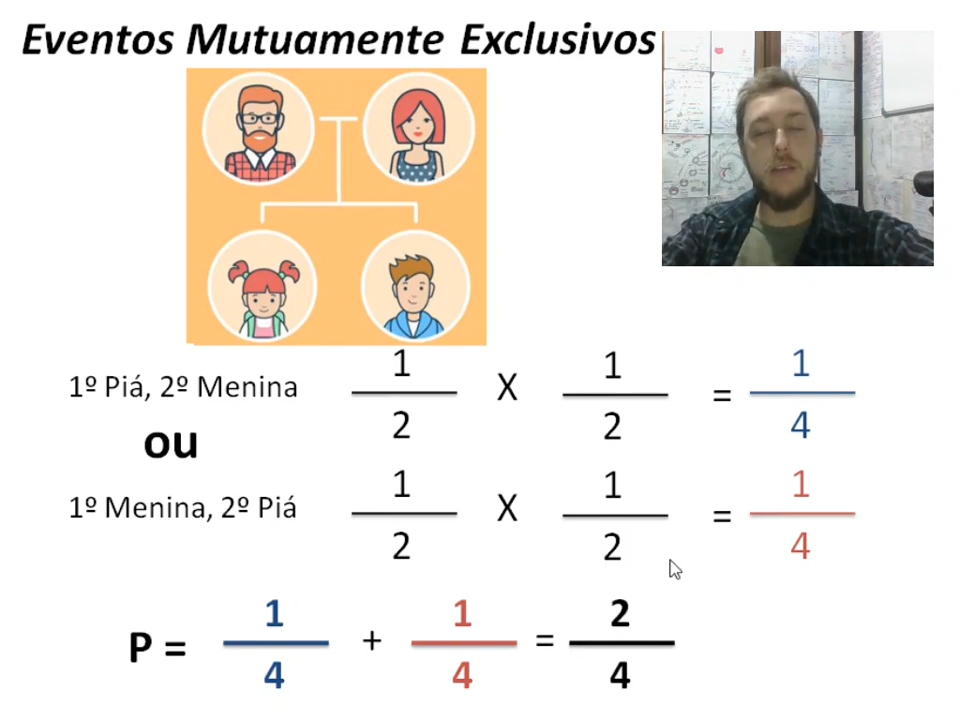 Eventos Mutuamente Exclusivos
1º Piá, 2º Menina 1/2 X 1/2 = 1/4
ou
1º Menina, 2º Piá 1/2 X 1/2 = 1/4
P = 1/4 + 1/4 = 2/4